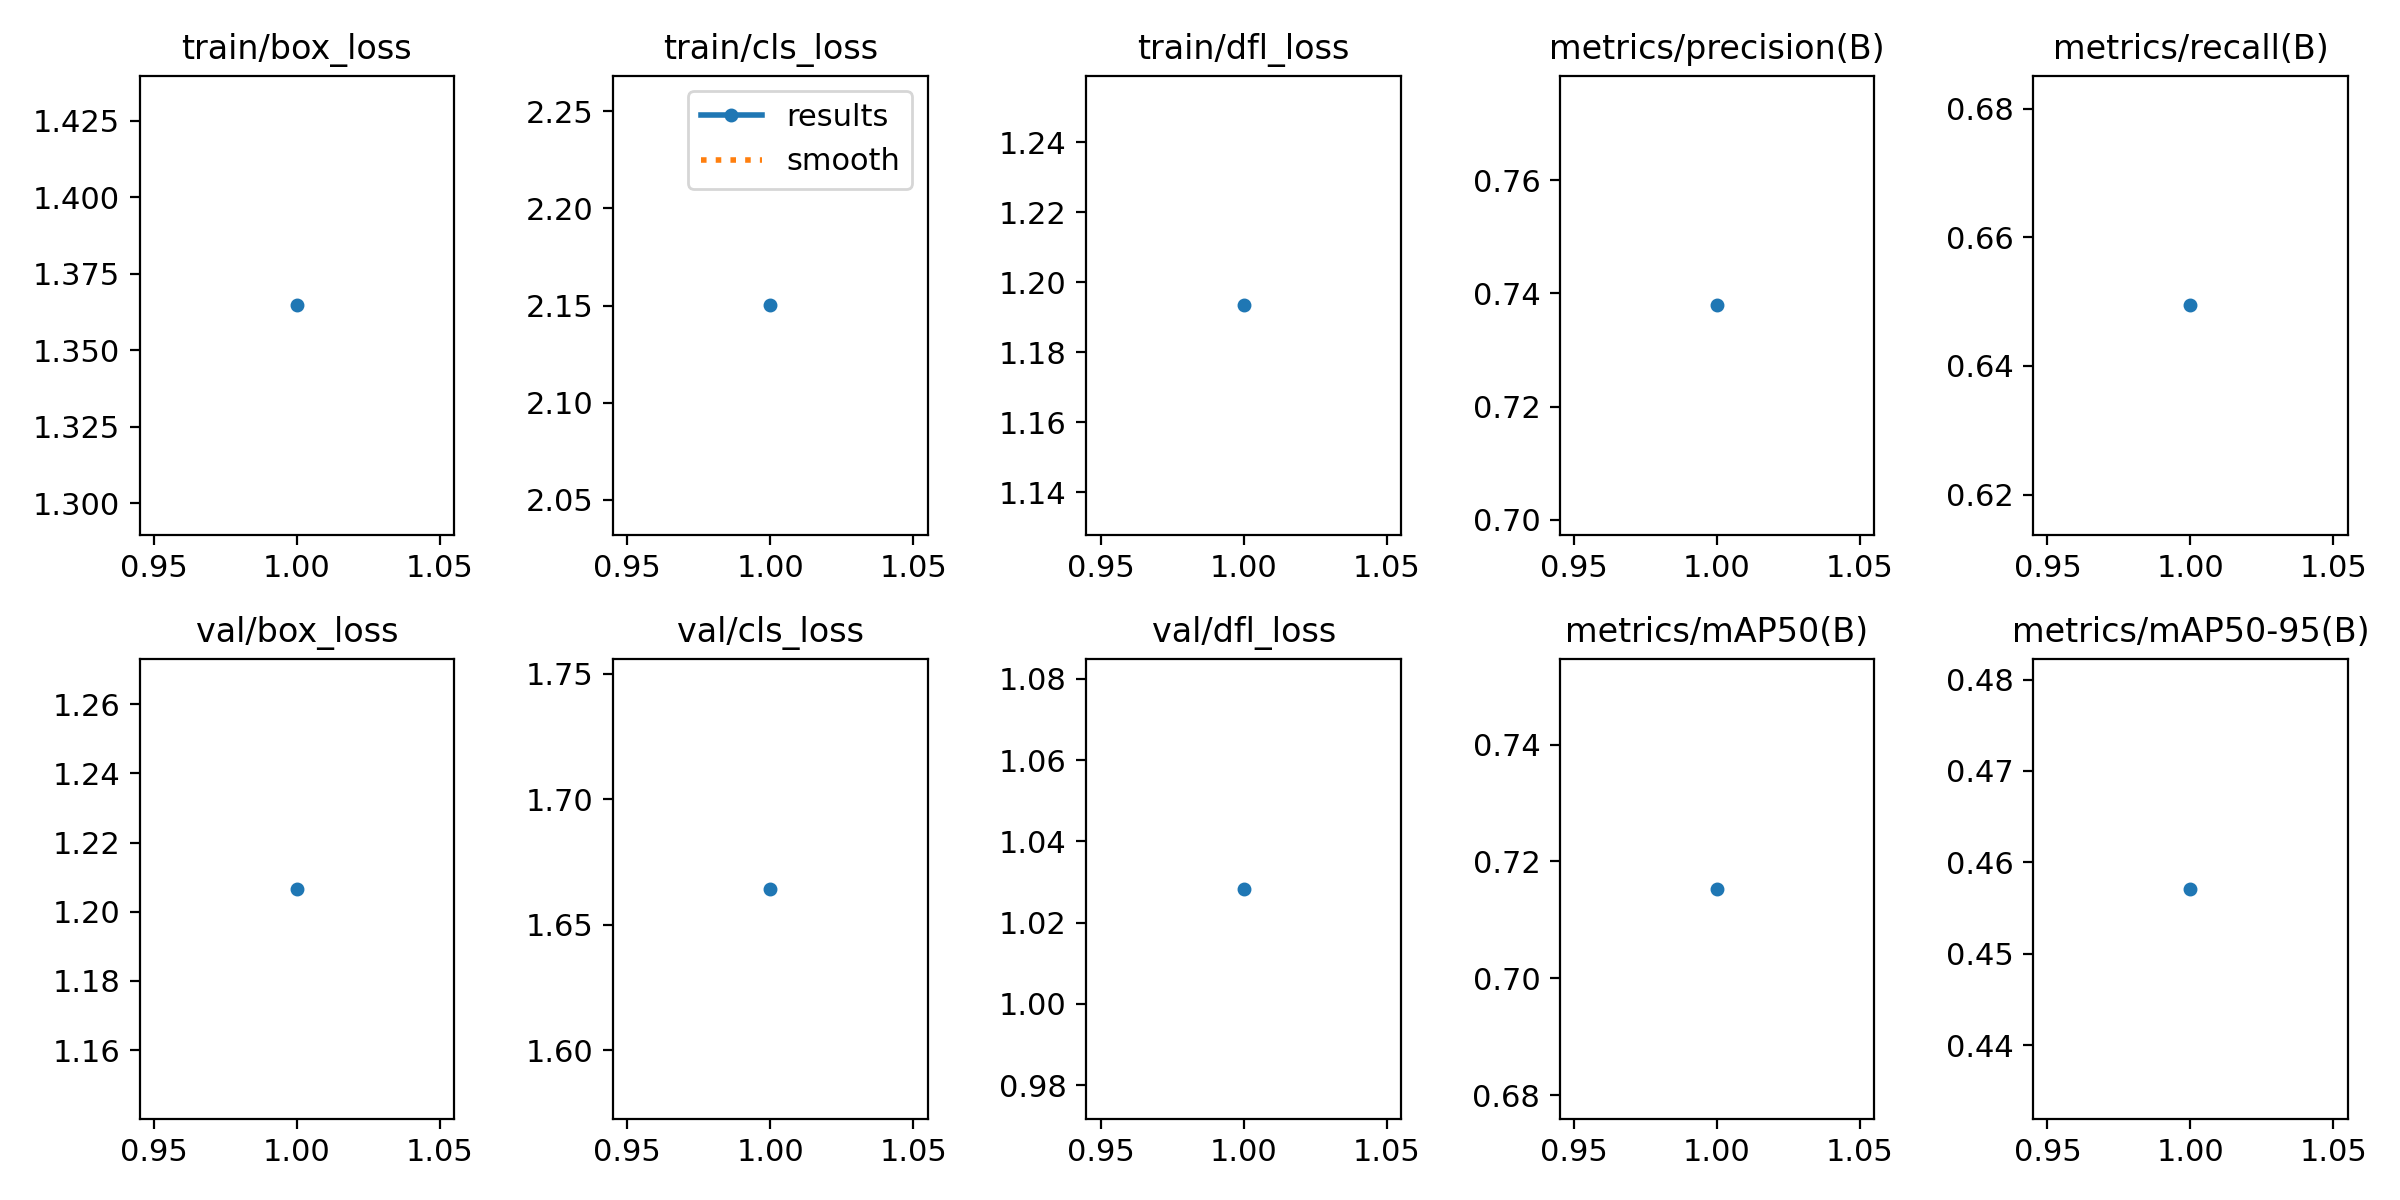 train/box_loss
1.425
1.400
1.375
1.350
1.325
1.300
0.95 1.00 1.05
train/cls_loss
results
smooth
2.25
2.20
2.15
2.10
2.05
0.95 1.00 1.05
train/dfl_loss
1.24
1.22
1.20
1.18
1.16
1.14
0.95 1.00 1.05
metrics/precision(B)
0.76
0.74
0.72
0.70
0.95 1.00 1.05
metrics/recall(B)
0.68
0.66
0.64
0.62
0.95 1.00 1.05
val/box_loss
1.26
1.24
1.22
1.20
1.18
1.16
0.95 1.00 1.05
val/cls_loss
1.75
1.70
1.65
1.60
0.95 1.00 1.05
val/dfl_loss
1.08
1.06
1.04
1.02
1.00
0.98
0.95 1.00 1.05
metrics/mAP50(B)
0.74
0.72
0.70
0.68
0.95 1.00 1.05
metrics/mAP50-95(B)
0.48
0.47
0.46
0.45
0.44
0.95 1.00 1.05